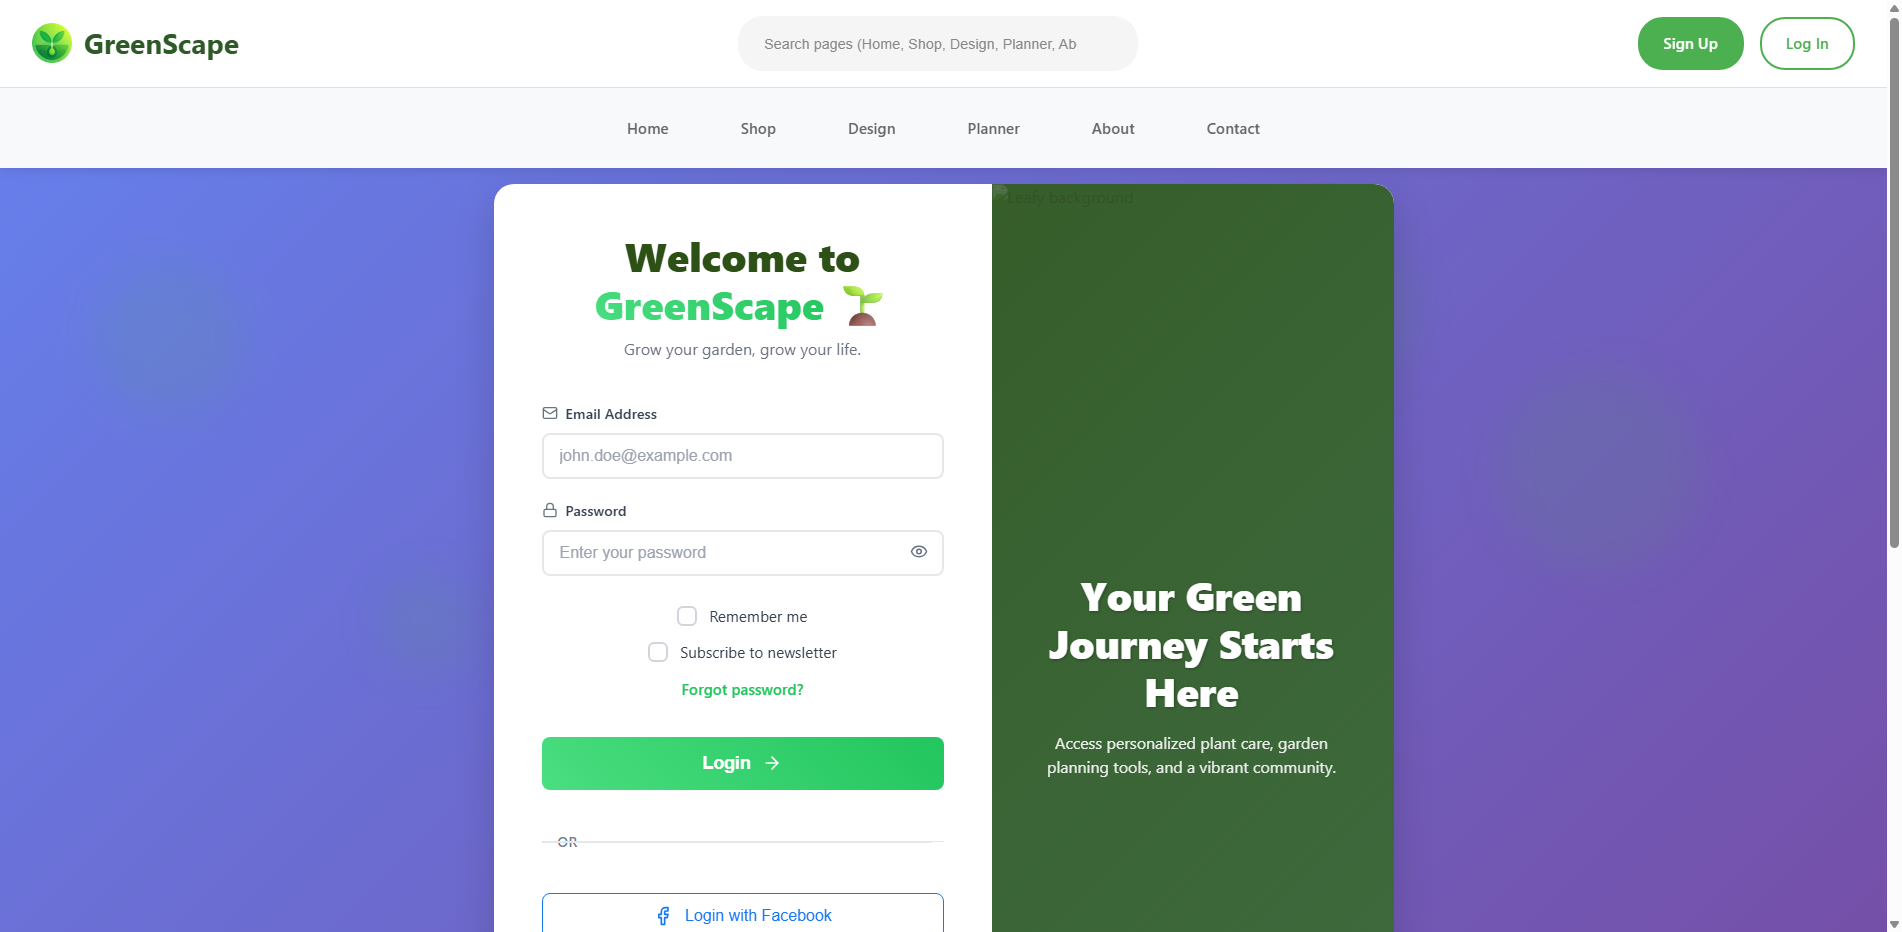 GreenScape
Search pages (Home, Shop, Design, Planner, Ab
Sign Up
Log In
Home
Shop
Design
Planner
About
Contact
Welcome to
GreenScape
Grow your garden, grow your life.
Email Address
john.doe@example.com
Password
Enter your password
Remember me
Subscribe to newsletter
Forgot password?
Login →
OR
Login with Facebook
Leafy background
Your Green
Journey Starts
Here
Access personalized plant care, garden
planning tools, and a vibrant community.